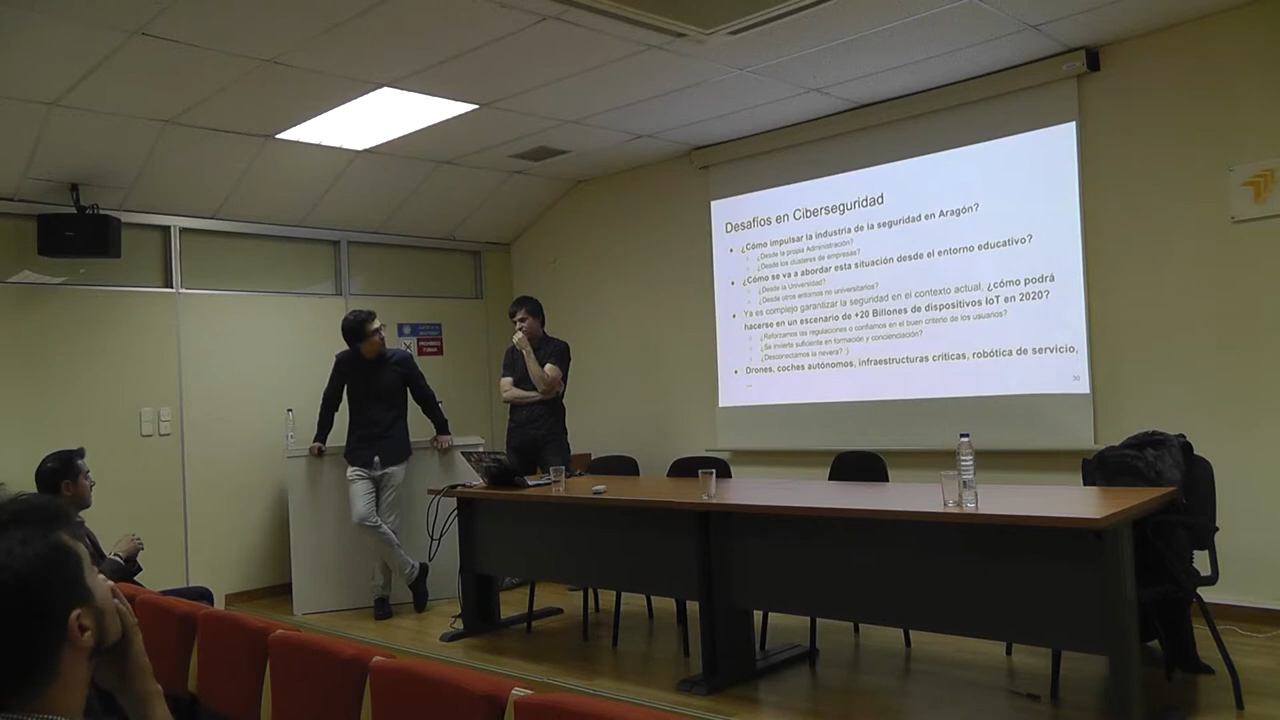 Desafíos en Ciberseguridad
¿Cómo impulsar la industria de la seguridad en Aragón?
¿Desde la propia Administración?
¿Desde los clusteres de empresas?
¿Cómo se va a abordar esta situación desde el entorno educativo?
¿Desde la Universidad?
¿Desde otros entornos no universitarios?
Ya es complejo garantizar la seguridad en el contexto actual, ¿cómo podrá
hacerse en un escenario de +20 Billones de dispositivos IoT en 2020?
¿Reforzamos las regulaciones o confiamos en el buen criterio de los usuarios?
¿Se invierte suficiente en formación y concienciación?
¿Desconectamos la nevera? :)
Drones, coches autónomos, infraestructuras críticas, robótica de servicio,
...
30
PROHIBIDO
FUMAR